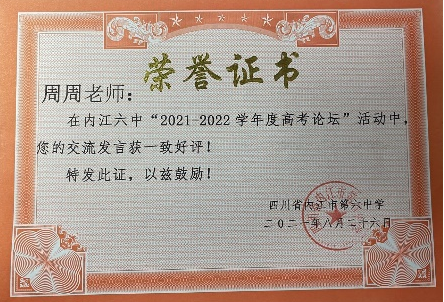 荣誉证书
周周老师：
在内江六中“2021-2022学年度高考论坛”活动中，
您的交流发言获一致好评！
特发此证，以兹鼓励！
四川省内江市第六中学
二〇二一年八月二十六日